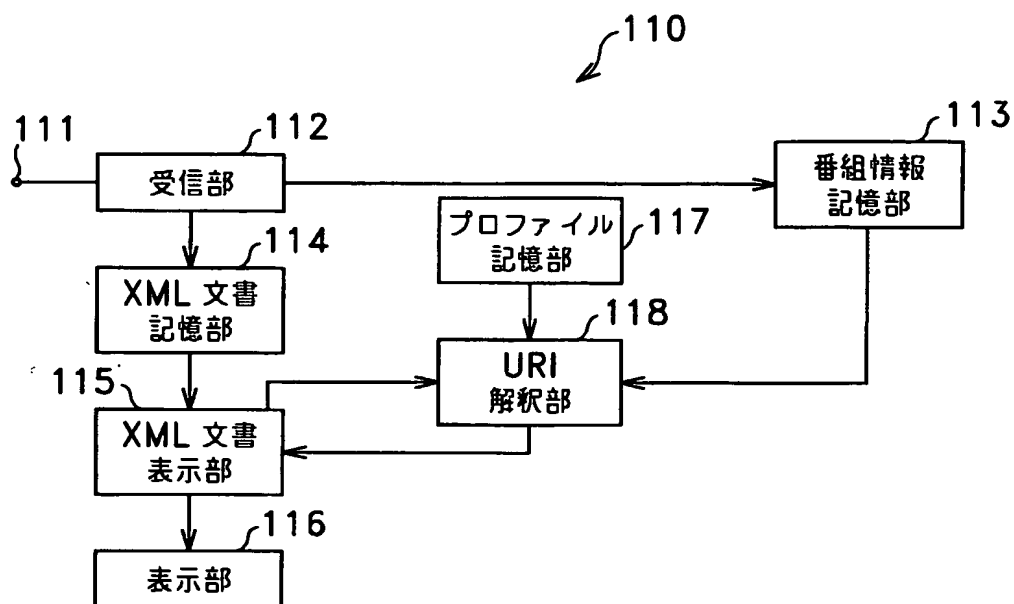 110
111
112
受信部
113
番組情報
記憶部
プロファイル
記憶部
117
114
XML 文書
記憶部
118
URI
解釈部
115
XML 文書
表示部
116
表示部